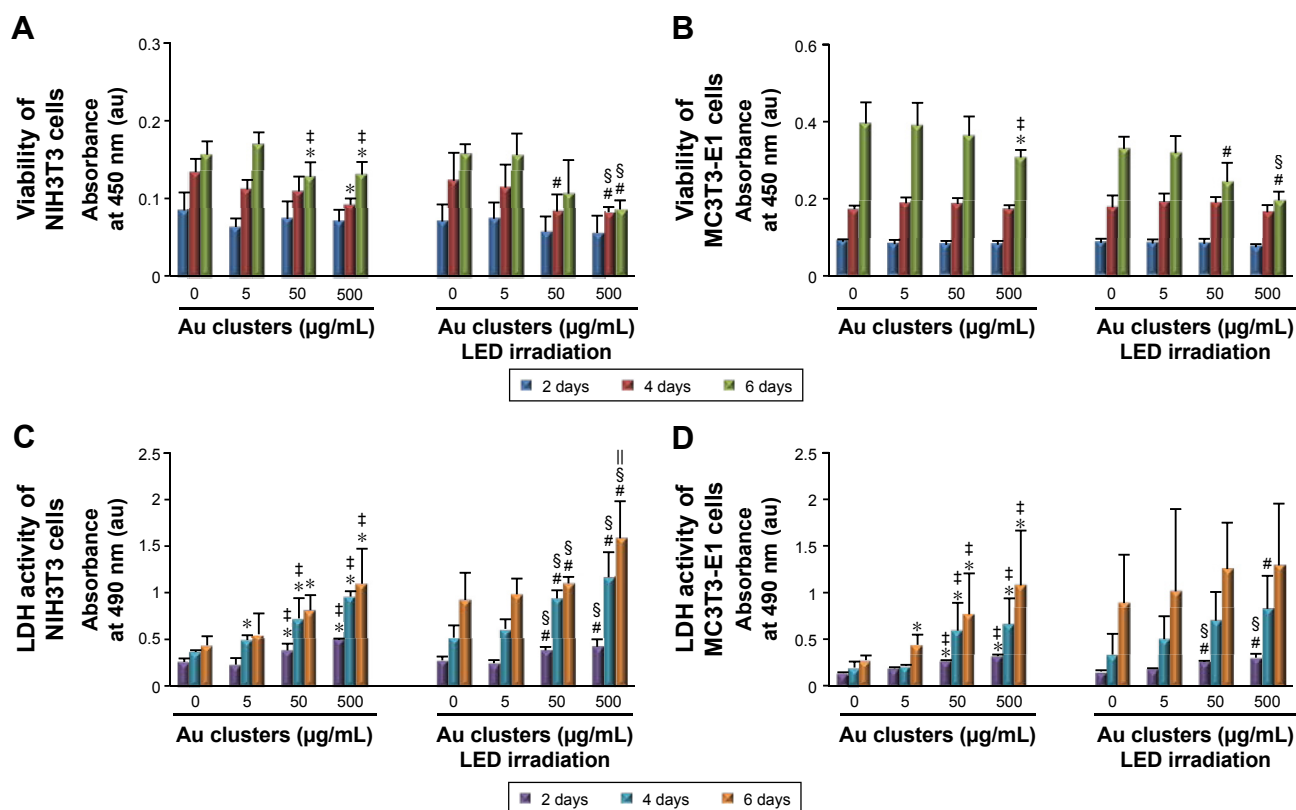 A
Viability of
NIH3T3 cells
Absorbance
at 450 nm (au)
0.3
0.2
0.1
0
‡
*
*
‡
*
#
§
#
§
#
0 5 50 500 0 5 50 500
Au clusters (µg/mL) Au clusters (µg/mL)
LED irradiation
B
Viability of
MC3T3-E1 cells
Absorbance
at 450 nm (au)
0.6
0.4
0.2
0
‡
*
#
§
#
0 5 50 500 0 5 50 500
Au clusters (µg/mL) Au clusters (µg/mL)
LED irradiation
2 days 4 days 6 days
C
LDH activity of
NIH3T3 cells
Absorbance
at 490 nm (au)
2.5
2
1.5
1
0.5
0
*
‡
*
‡
*
*
‡
*
‡
*
‡
*
§
#
§
#
§
#
§
#
§
#
||
§
#
0 5 50 500 0 5 50 500
Au clusters (µg/mL) Au clusters (µg/mL)
LED irradiation
D
LDH activity of
MC3T3-E1 cells
Absorbance
at 490 nm (au)
2.5
2
1.5
1
0.5
0
*
‡
*
‡
*
‡
*
‡
*
‡
*
‡
*
§
#
§
#
#
0 5 50 500 0 5 50 500
Au clusters (µg/mL) Au clusters (µg/mL)
LED irradiation
2 days 4 days 6 days